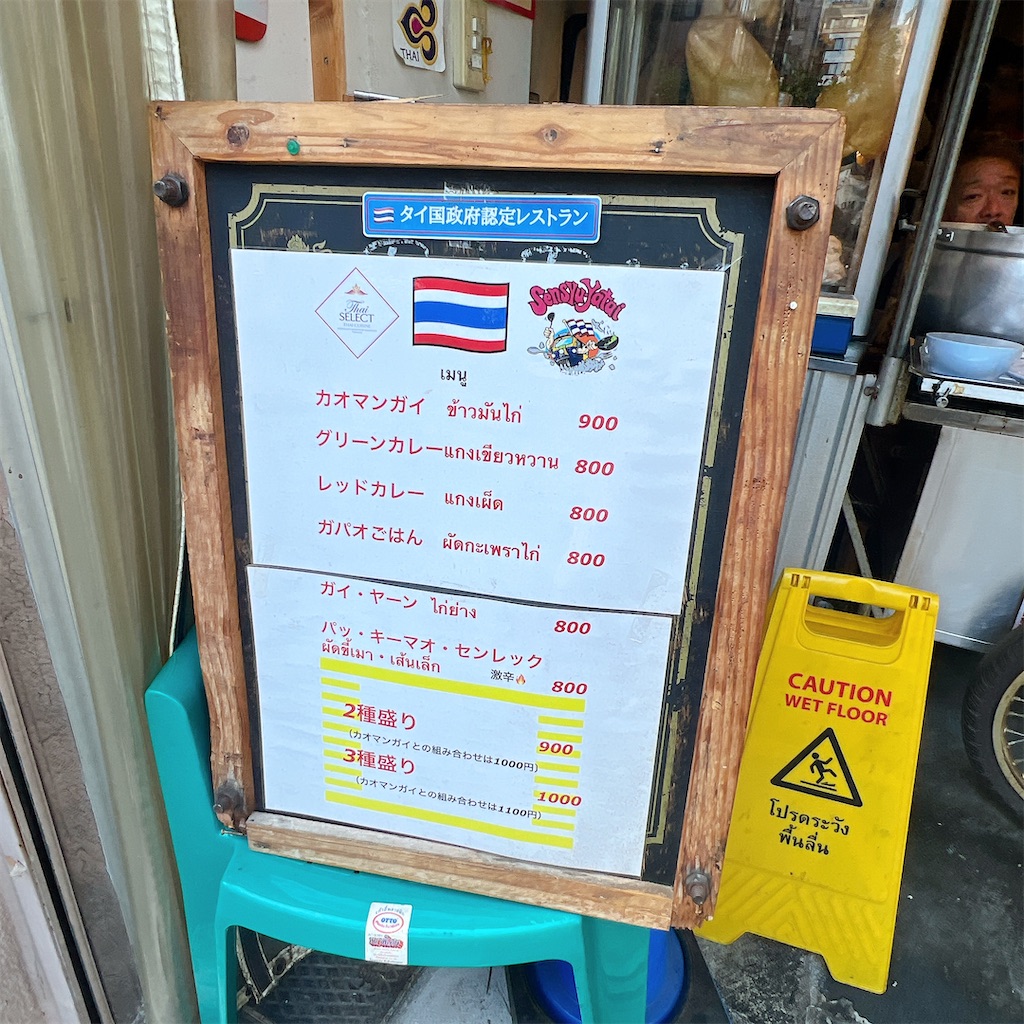 THAI
タイ国政府認定レストラン
Thai
SELECT
SensyuYatai
เมนู
カオマンガイ ข้าวมันไก่ 900
グリーンカレー แกงเขียวหวาน 800
レッドカレー แกงเผ็ด 800
ガパオごはん ผัดกะเพราไก่ 800
ガイ・ヤーン ไก่ย่าง 800
パッ・キーマオ・センレック
ผัดขี้เมา・เส้นเล็ก 激辛🔥 800
2種盛り 900
(カオマンガイとの組み合わせは1000円)
3種盛り 1000
(カオマンガイとの組み合わせは1100円)
CAUTION
WET FLOOR
โปรดระวัง
พื้นลื่น
OTTO